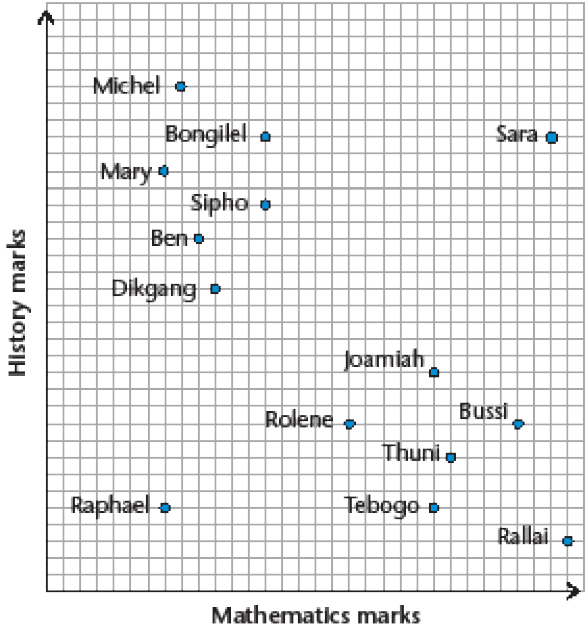 Michel
Bongilel
Sara
Mary
Sipho
Ben
Dikgang
History marks
Joamiah
Rolene
Bussi
Thuni
Raphael
Tebogo
Rallai
Mathematics marks